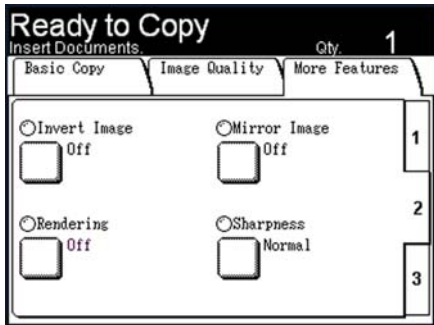 Ready to Copy
Insert Documents.
Qty. 1
Basic Copy Image Quality More Features
Invert Image Mirror Image
Off Off
1
2
Rendering Sharpness
Off Normal
3